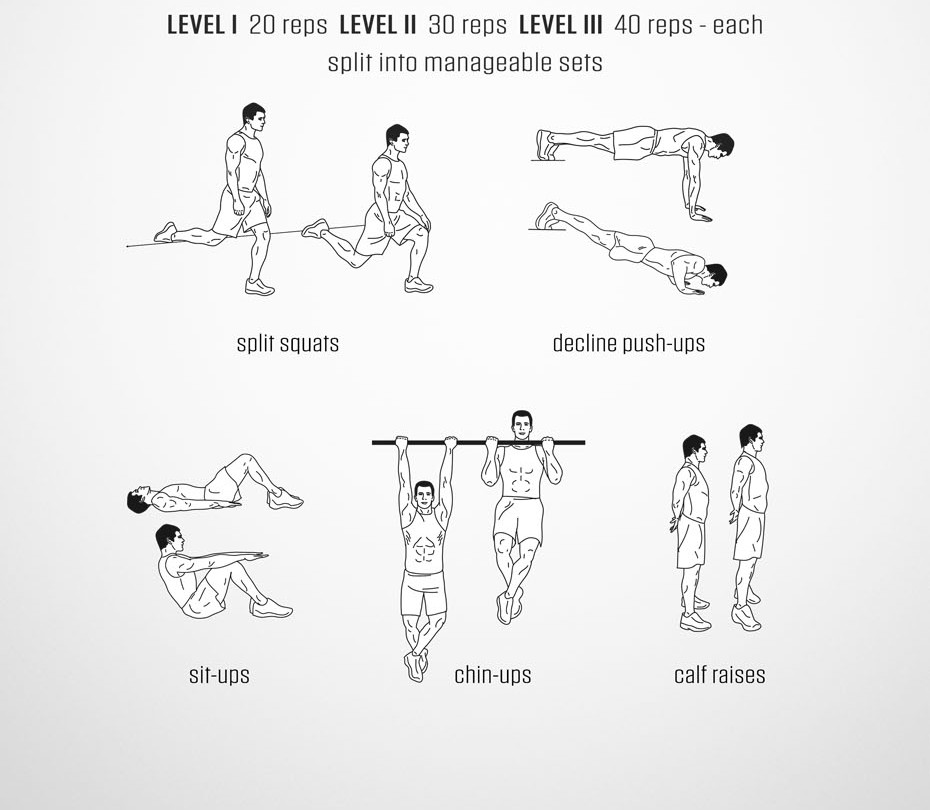 LEVEL I 20 reps LEVEL II 30 reps LEVEL III 40 reps - each
split into manageable sets
split squats
decline push-ups
sit-ups
chin-ups
calf raises